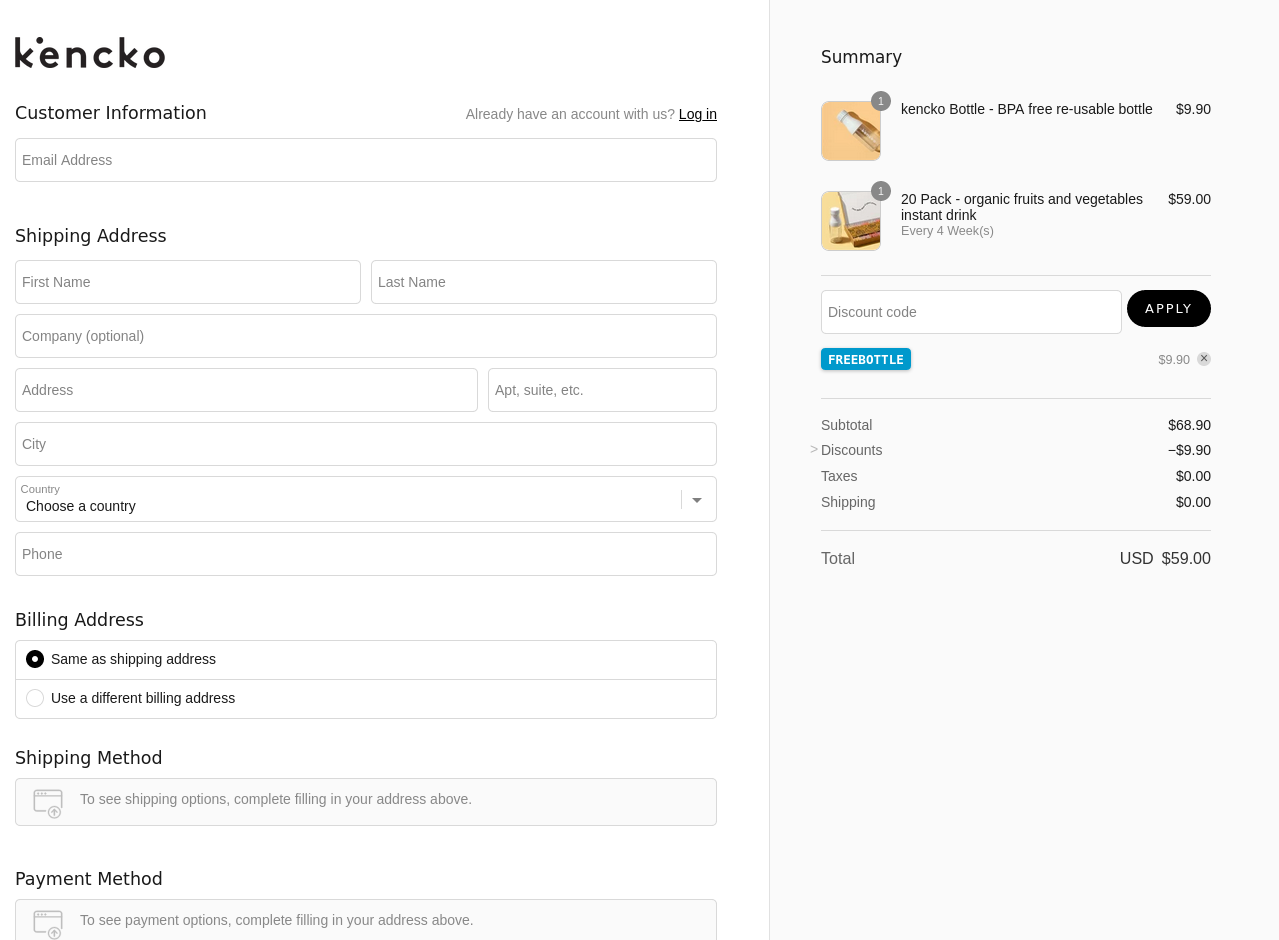 kencko
Customer Information
Already have an account with us? Log in
Email Address
Shipping Address
First Name
Last Name
Company (optional)
Address
Apt, suite, etc.
City
Country
Choose a country
Phone
Billing Address
Same as shipping address
Use a different billing address
Shipping Method
To see shipping options, complete filling in your address above.
Payment Method
To see payment options, complete filling in your address above.
Summary
1
kencko Bottle - BPA free re-usable bottle $9.90
1
20 Pack - organic fruits and vegetables $59.00
instant drink
Every 4 Week(s)
Discount code
APPLY
FREEBOTTLE $9.90 ×
Subtotal $68.90
> Discounts −$9.90
Taxes $0.00
Shipping $0.00
Total USD $59.00